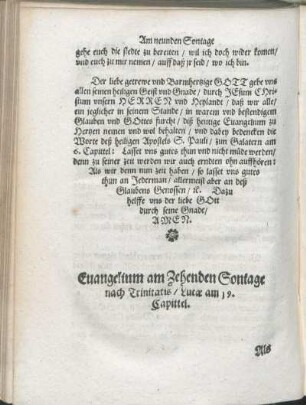 Am neunden Sontage
gehe euch die stedte zu bereiten / wil ich doch wider komen /
vnd euch zu mir nemen / auff daß jr seid / wo ich bin.
Der liebe getrewe vnd Barmhertzige GOTT gebe vns
allen seinen heiligen Geist vnd Gnade / durch JEsum CHri-
stum vnsern HERREN vnd Heylande / daß wir alle /
ein jeglicher in seinem Stande / in warem vnd bestendigem
Glauben vnd GOttes furcht / diß heutige Euangelium zu
Hertzen nemen vnd wol behalten / vnd dabey bedencken die
Worte deß heiligen Apostels S. Pauli / zum Galatern am
6. Capittel: Lasset vns gutes thun vnd nicht müde werden /
denn zu seiner zeit werden wir auch erndten ohn auffhören:
Als wir denn nun zeit haben / so lasset vns gutes
thun an Jederman / allermeist aber an deß
Glaubens Genossen / ꝛc. Dazu
helffe vns der liebe GOtt
durch seine Gnade /
AMEN.
Euangelium am Zehenden Sontage
nach Trinitatis / Lucæ am 19.
Capittel.
Als